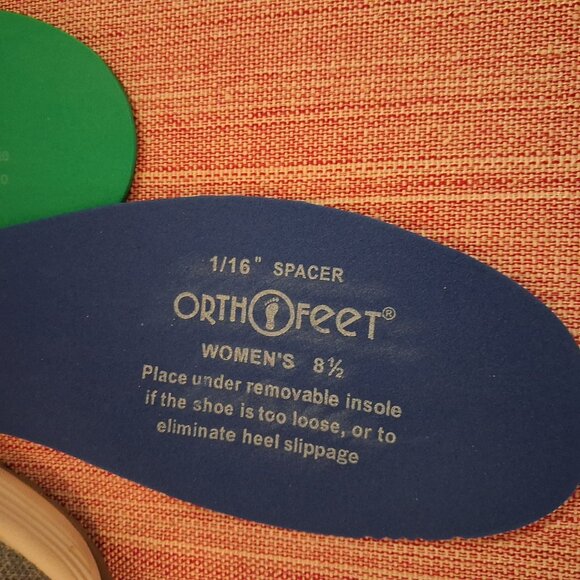 1/16" SPACER
ORTHOFEET®
WOMEN'S 8½
Place under removable insole
if the shoe is too loose, or to
eliminate heel slippage